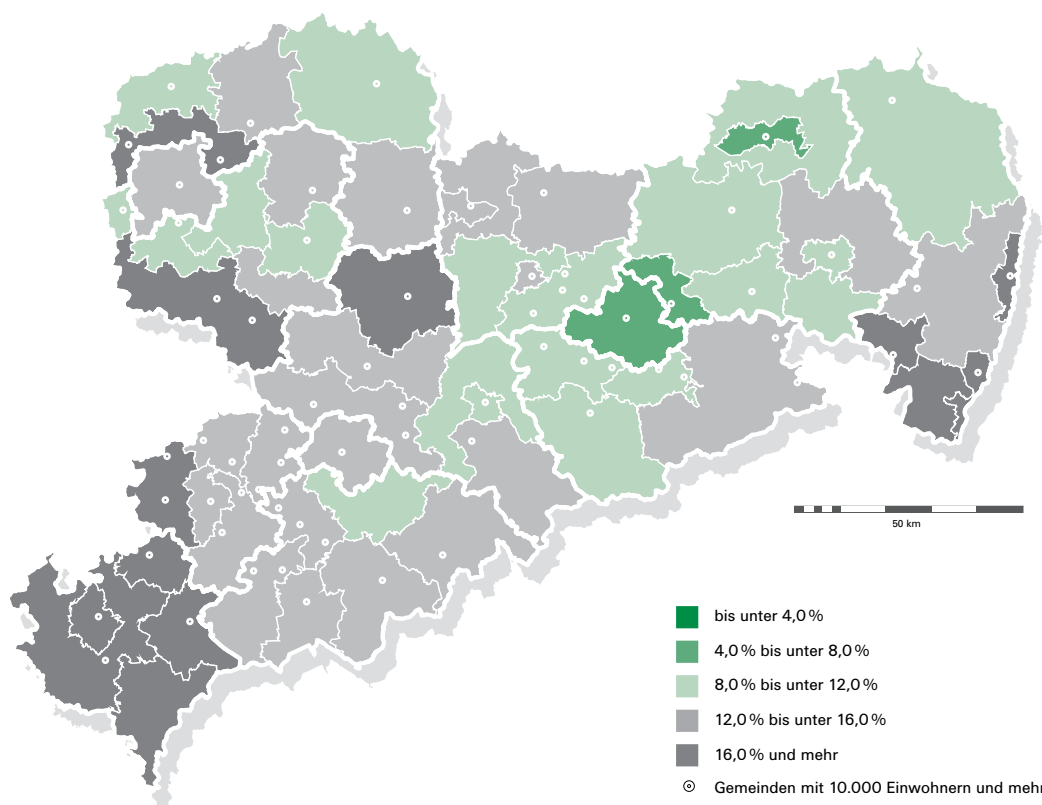 50 km
bis unter 4,0 %
4,0 % bis unter 8,0 %
8,0 % bis unter 12,0 %
12,0 % bis unter 16,0 %
16,0 % und mehr
Gemeinden mit 10.000 Einwohnern und mehr